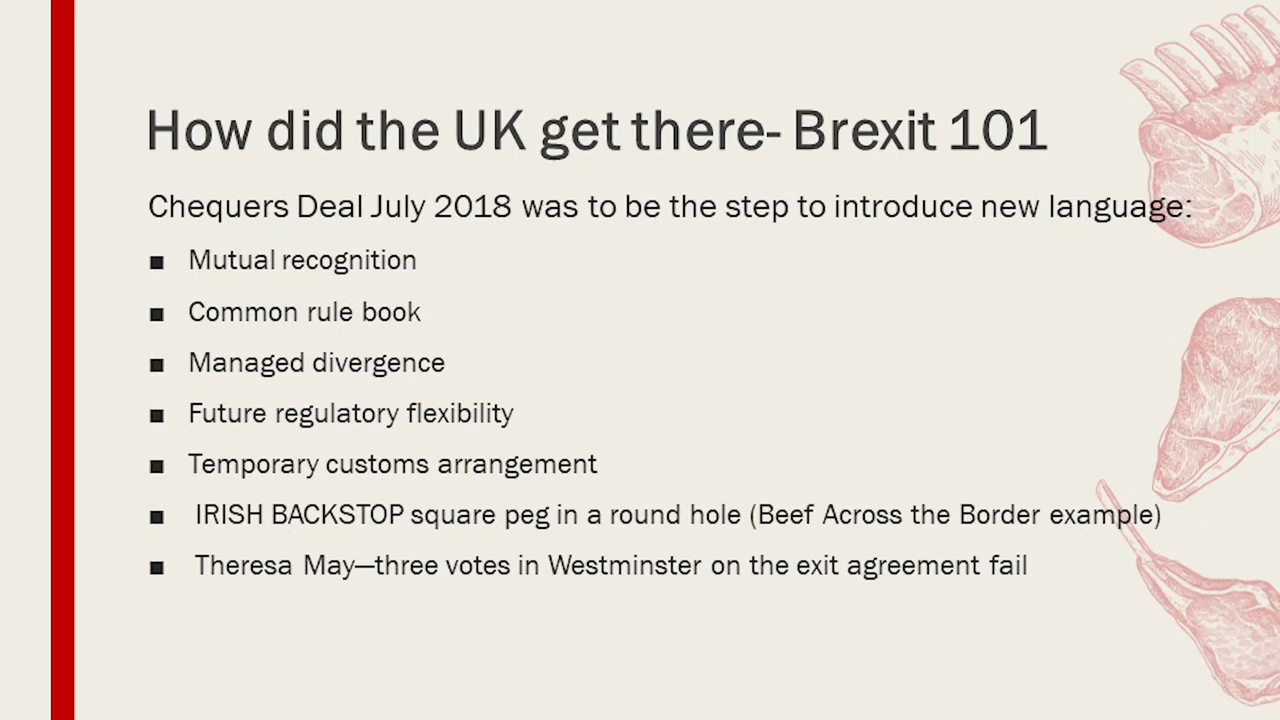 How did the UK get there- Brexit 101
Chequers Deal July 2018 was to be the step to introduce new language:
■ Mutual recognition
■ Common rule book
■ Managed divergence
■ Future regulatory flexibility
■ Temporary customs arrangement
■ IRISH BACKSTOP square peg in a round hole (Beef Across the Border example)
■ Theresa May—three votes in Westminster on the exit agreement fail